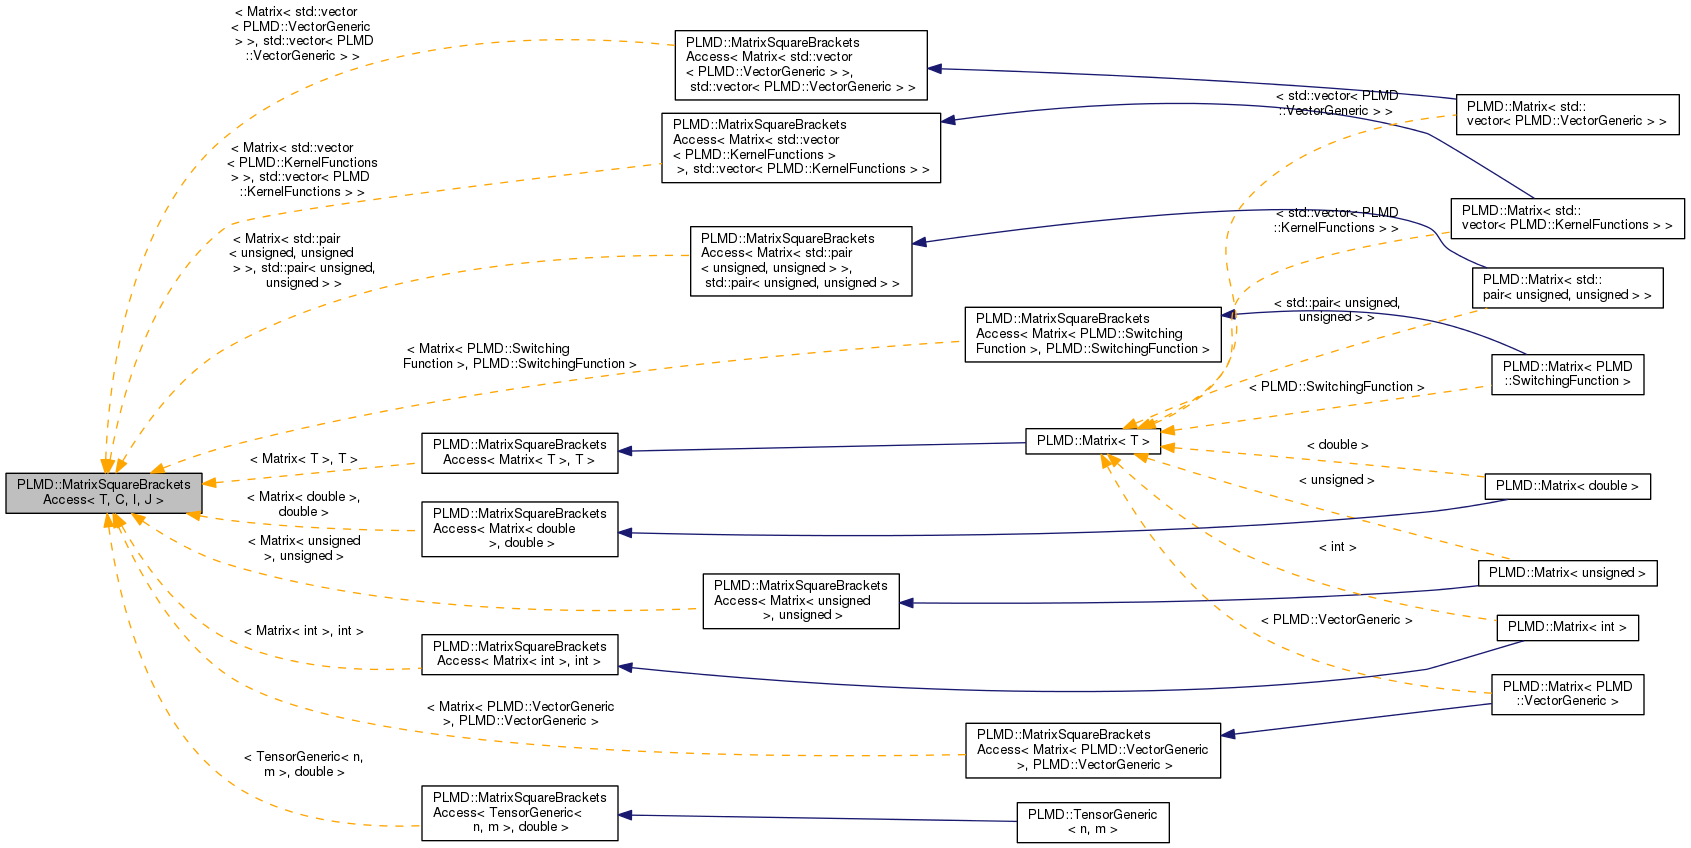 < Matrix< std::vector
< PLMD::VectorGeneric
> >, std::vector< PLMD
::VectorGeneric > >
PLMD::MatrixSquareBrackets
Access< Matrix< std::vector
< PLMD::VectorGeneric > >,
std::vector< PLMD::VectorGeneric > >
< std::vector< PLMD
::VectorGeneric > >
PLMD::Matrix< std::
vector< PLMD::VectorGeneric > >
< Matrix< std::vector
< PLMD::KernelFunctions
> >, std::vector< PLMD
::KernelFunctions > >
PLMD::MatrixSquareBrackets
Access< Matrix< std::vector
< PLMD::KernelFunctions >
>, std::vector< PLMD::KernelFunctions > >
< std::vector< PLMD
::KernelFunctions > >
PLMD::Matrix< std::
vector< PLMD::KernelFunctions > >
< Matrix< std::pair
< unsigned, unsigned
> >, std::pair< unsigned,
unsigned > >
PLMD::MatrixSquareBrackets
Access< Matrix< std::pair
< unsigned, unsigned > >,
std::pair< unsigned, unsigned > >
PLMD::Matrix< std::
pair< unsigned, unsigned > >
< std::pair< unsigned,
unsigned > >
< Matrix< PLMD::Switching
Function >, PLMD::SwitchingFunction >
PLMD::MatrixSquareBrackets
Access< Matrix< PLMD::Switching
Function >, PLMD::SwitchingFunction >
PLMD::Matrix< PLMD
::SwitchingFunction >
< PLMD::SwitchingFunction >
< Matrix< T >, T >
PLMD::MatrixSquareBrackets
Access< Matrix< T >, T >
PLMD::Matrix< T >
< double >
PLMD::MatrixSquareBrackets
Access< T, C, I, J >
< Matrix< double >,
double >
PLMD::MatrixSquareBrackets
Access< Matrix< double
>, double >
< unsigned >
PLMD::Matrix< double >
< Matrix< unsigned
>, unsigned >
PLMD::MatrixSquareBrackets
Access< Matrix< unsigned
>, unsigned >
< int >
PLMD::Matrix< unsigned >
< Matrix< int >, int >
PLMD::MatrixSquareBrackets
Access< Matrix< int >, int >
< PLMD::VectorGeneric >
PLMD::Matrix< int >
< Matrix< PLMD::VectorGeneric
>, PLMD::VectorGeneric >
PLMD::MatrixSquareBrackets
Access< Matrix< PLMD::VectorGeneric
>, PLMD::VectorGeneric >
PLMD::Matrix< PLMD
::VectorGeneric >
< TensorGeneric< n,
m >, double >
PLMD::MatrixSquareBrackets
Access< TensorGeneric<
n, m >, double >
PLMD::TensorGeneric
< n, m >